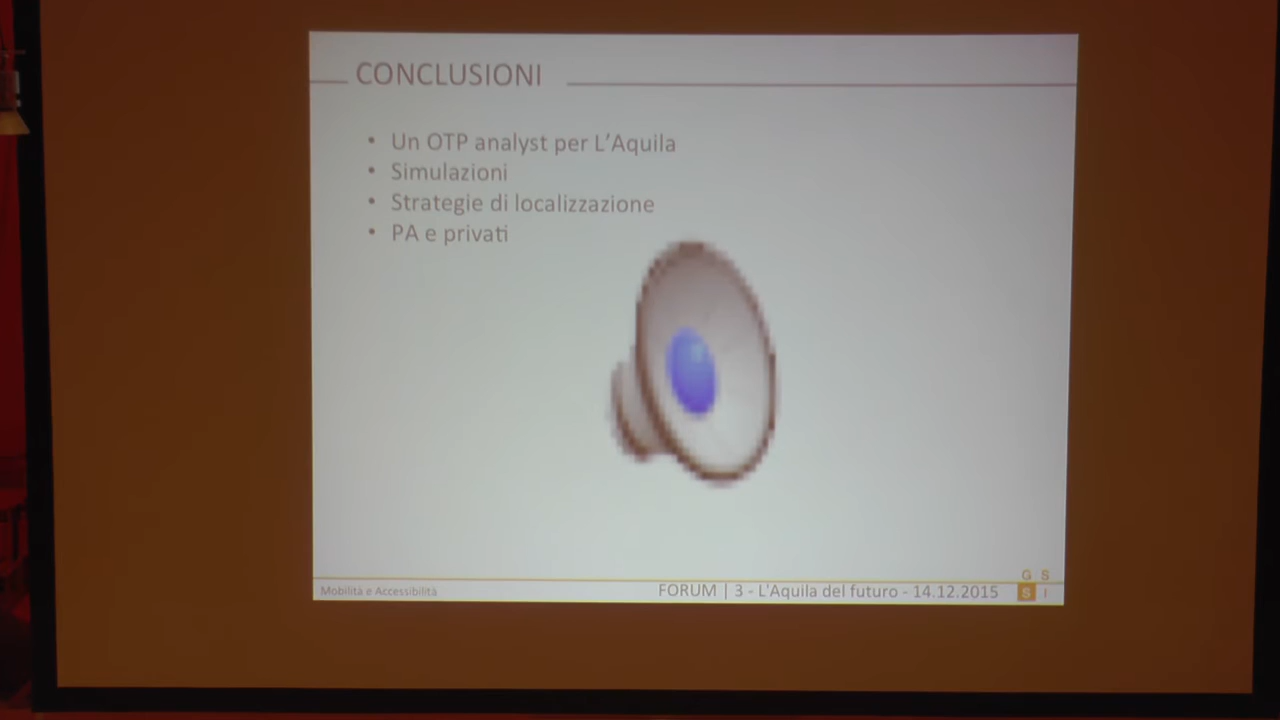 CONCLUSIONI
• Un OTP analyst per L'Aquila
• Simulazioni
• Strategie di localizzazione
• PA e privati
Mobilità e Accessibilità
FORUM | 3 - L'Aquila del futuro - 14.12.2015
G S
S I